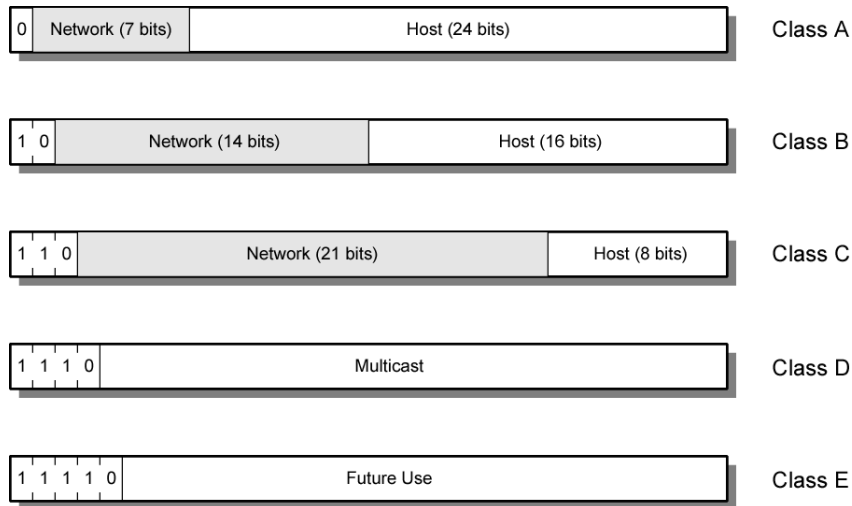 0 Network (7 bits) Host (24 bits) Class A
1 0 Network (14 bits) Host (16 bits) Class B
1 1 0 Network (21 bits) Host (8 bits) Class C
1 1 1 0 Multicast Class D
1 1 1 1 0 Future Use Class E